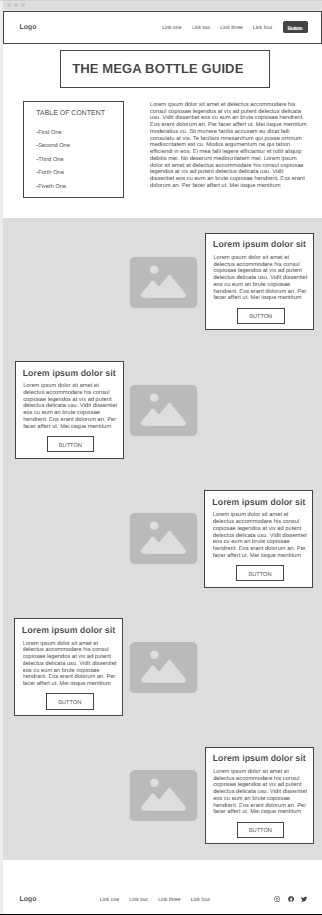 Logo
Link one Link two Link three Link four Button
THE MEGA BOTTLE GUIDE
TABLE OF CONTENT
-First One
-Second One
-Third One
-Forth One
-Fiveth One
Lorem ipsum dolor sit amet et delectus accommodare his
consul copiosae legendos at vix ad putent delectus delicata
usu. Vidit dissentiet eos cu eum an brute copiosae
hendrerit. Eos erant dolorum an. Per facer affert ut. Mei iisque mentitum
moderatius cu. Sit munere facilis accusam eu dicat falli
consulatu at vis. Te facilisis mnesarchum qui posse omnium
mediocritatem est cu. Modus argumentum ne qui tation
efficiendi in eos. Ei mea falli legere efficiantur et tollit aliquip
debitis mei. No deserunt mediocritatem mei. Lorem ipsum
dolor sit amet et delectus accommodare his consul
copiosae legendos at vix ad putent delectus delicata usu. Vidit
dissentiet eos cu eum an brute copiosae hendrerit. Eos erant
dolorum an. Per facer affert ut. Mei iisque mentitum
Lorem ipsum dolor sit
Lorem ipsum dolor sit amet et
delectus accommodare his consul
copiosae legendos at vix ad putent
delectus delicata usu. Vidit dissentiet
eos cu eum an brute copiosae
hendrerit. Eos erant dolorum an. Per
facer affert ut. Mei iisque mentitum
BUTTON
Lorem ipsum dolor sit
Lorem ipsum dolor sit amet et
delectus accommodare his consul
copiosae legendos at vix ad putent
delectus delicata usu. Vidit dissentiet
eos cu eum an brute copiosae
hendrerit. Eos erant dolorum an. Per
facer affert ut. Mei iisque mentitum
BUTTON
Lorem ipsum dolor sit
Lorem ipsum dolor sit amet et
delectus accommodare his consul
copiosae legendos at vix ad putent
delectus delicata usu. Vidit dissentiet
eos cu eum an brute copiosae
hendrerit. Eos erant dolorum an. Per
facer affert ut. Mei iisque mentitum
BUTTON
Lorem ipsum dolor sit
Lorem ipsum dolor sit amet et
delectus accommodare his consul
copiosae legendos at vix ad putent
delectus delicata usu. Vidit dissentiet
eos cu eum an brute copiosae
hendrerit. Eos erant dolorum an. Per
facer affert ut. Mei iisque mentitum
BUTTON
Lorem ipsum dolor sit
Lorem ipsum dolor sit amet et
delectus accommodare his consul
copiosae legendos at vix ad putent
delectus delicata usu. Vidit dissentiet
eos cu eum an brute copiosae
hendrerit. Eos erant dolorum an. Per
facer affert ut. Mei iisque mentitum
BUTTON
Logo
Link one Link two Link three Link four